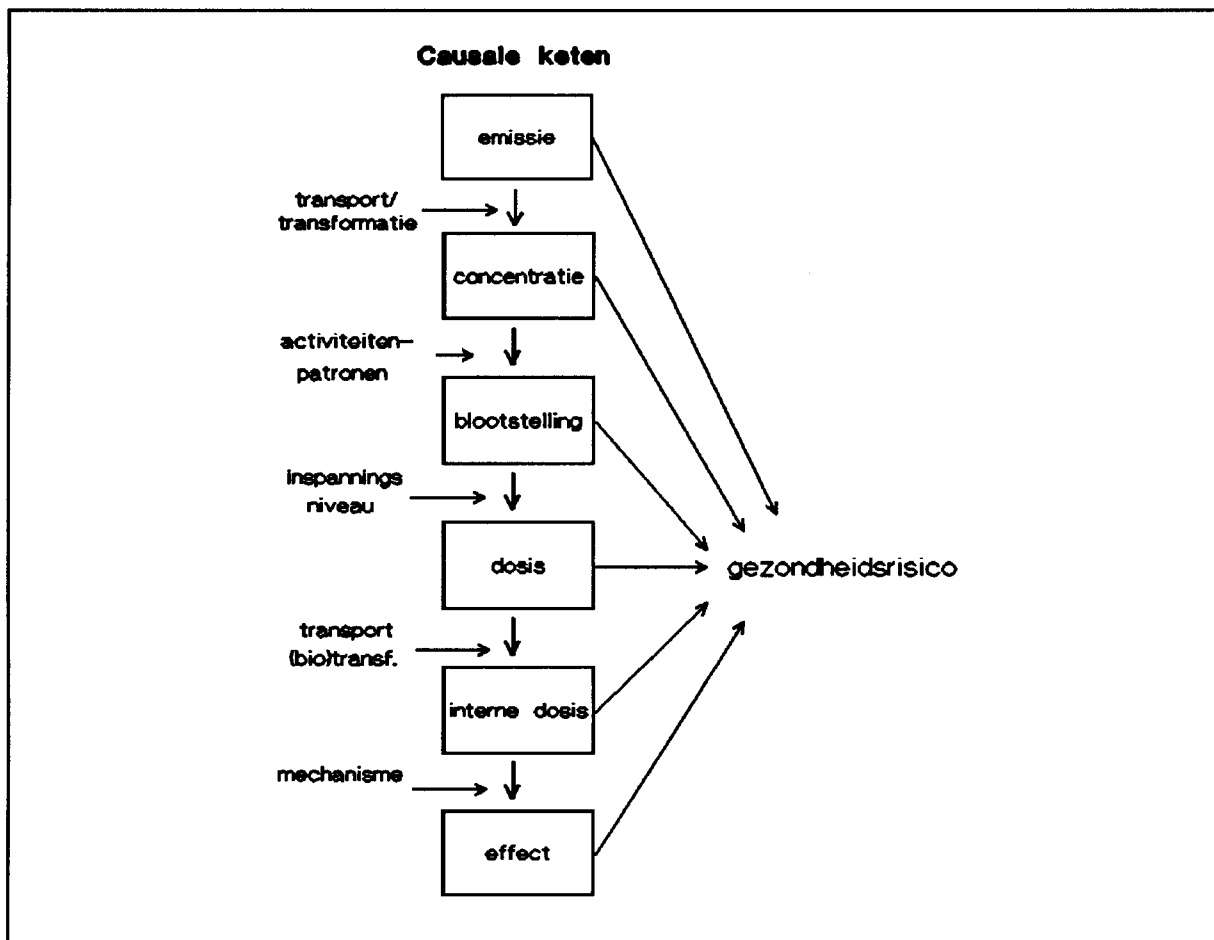 Causale keten
emissie
transport/
transformatie
concentratie
activiteiten-
patronen
blootstelling
inspannings
niveau
dosis
gezondheidsrisico
transport
(bio)transf.
interne dosis
mechanisme
effect